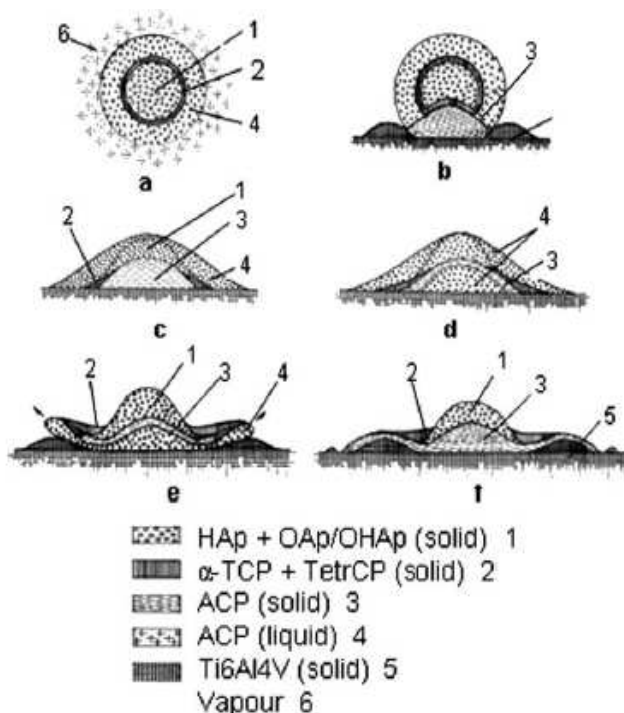 6 1
2
4
a
3
b
1
2 3
4
c
4
3
d
1
2 3 4
e
1
2 3
5
f
HAp + OAp/OHAp (solid) 1
α-TCP + TetrCP (solid) 2
ACP (solid) 3
ACP (liquid) 4
Ti6Al4V (solid) 5
Vapour 6